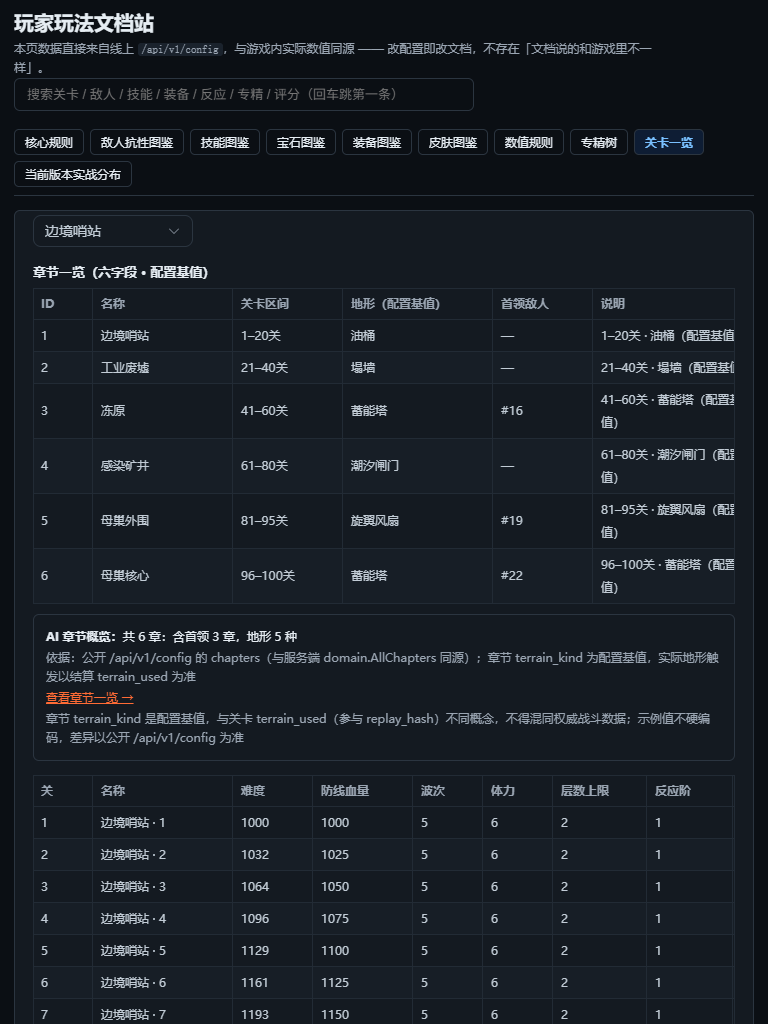 玩家玩法文档站
本页数据直接来自线上 /api/v1/config，与游戏内实际数值同源 —— 改配置即改文档，不存在「文档说的和游戏里不一
样」。
搜索关卡 / 敌人 / 技能 / 装备 / 反应 / 专精 / 评分（回车跳第一条）
核心规则 敌人抗性图鉴 技能图鉴 宝石图鉴 装备图鉴 皮肤图鉴 数值规则 专精树 关卡一览
当前版本实战分布
边境哨站
章节一览（六字段 • 配置基值）
ID 名称 关卡区间 地形（配置基值） 首领敌人 说明
1 边境哨站 1–20关 油桶 — 1–20关 · 油桶（配置基值
2 工业废墟 21–40关 塌墙 — 21–40关 · 塌墙（配置基值
3 冻原 41–60关 蓄能塔 #16 41–60关 · 蓄能塔（配置基
值）
4 感染矿井 61–80关 潮汐闸门 — 61–80关 · 潮汐闸门（配置
值）
5 母巢外围 81–95关 旋翼风扇 #19 81–95关 · 旋翼风扇（配置
值）
6 母巢核心 96–100关 蓄能塔 #22 96–100关 · 蓄能塔（配置
值）
AI 章节概览：共 6 章：含首领 3 章，地形 5 种
依据：公开 /api/v1/config 的 chapters（与服务端 domain.AllChapters 同源）；章节 terrain_kind 为配置基值，实际地形触
发以结算 terrain_used 为准
查看章节一览 →
章节 terrain_kind 是配置基值，与关卡 terrain_used（参与 replay_hash）不同概念，不得混同权威战斗数据；示例值不硬编
码，差异以公开 /api/v1/config 为准
关 名称 难度 防线血量 波次 体力 层数上限 反应阶
1 边境哨站 · 1 1000 1000 5 6 2 1
2 边境哨站 · 2 1032 1025 5 6 2 1
3 边境哨站 · 3 1064 1050 5 6 2 1
4 边境哨站 · 4 1096 1075 5 6 2 1
5 边境哨站 · 5 1129 1100 5 6 2 1
6 边境哨站 · 6 1161 1125 5 6 2 1
7 边境哨站 · 7 1193 1150 5 6 2 1